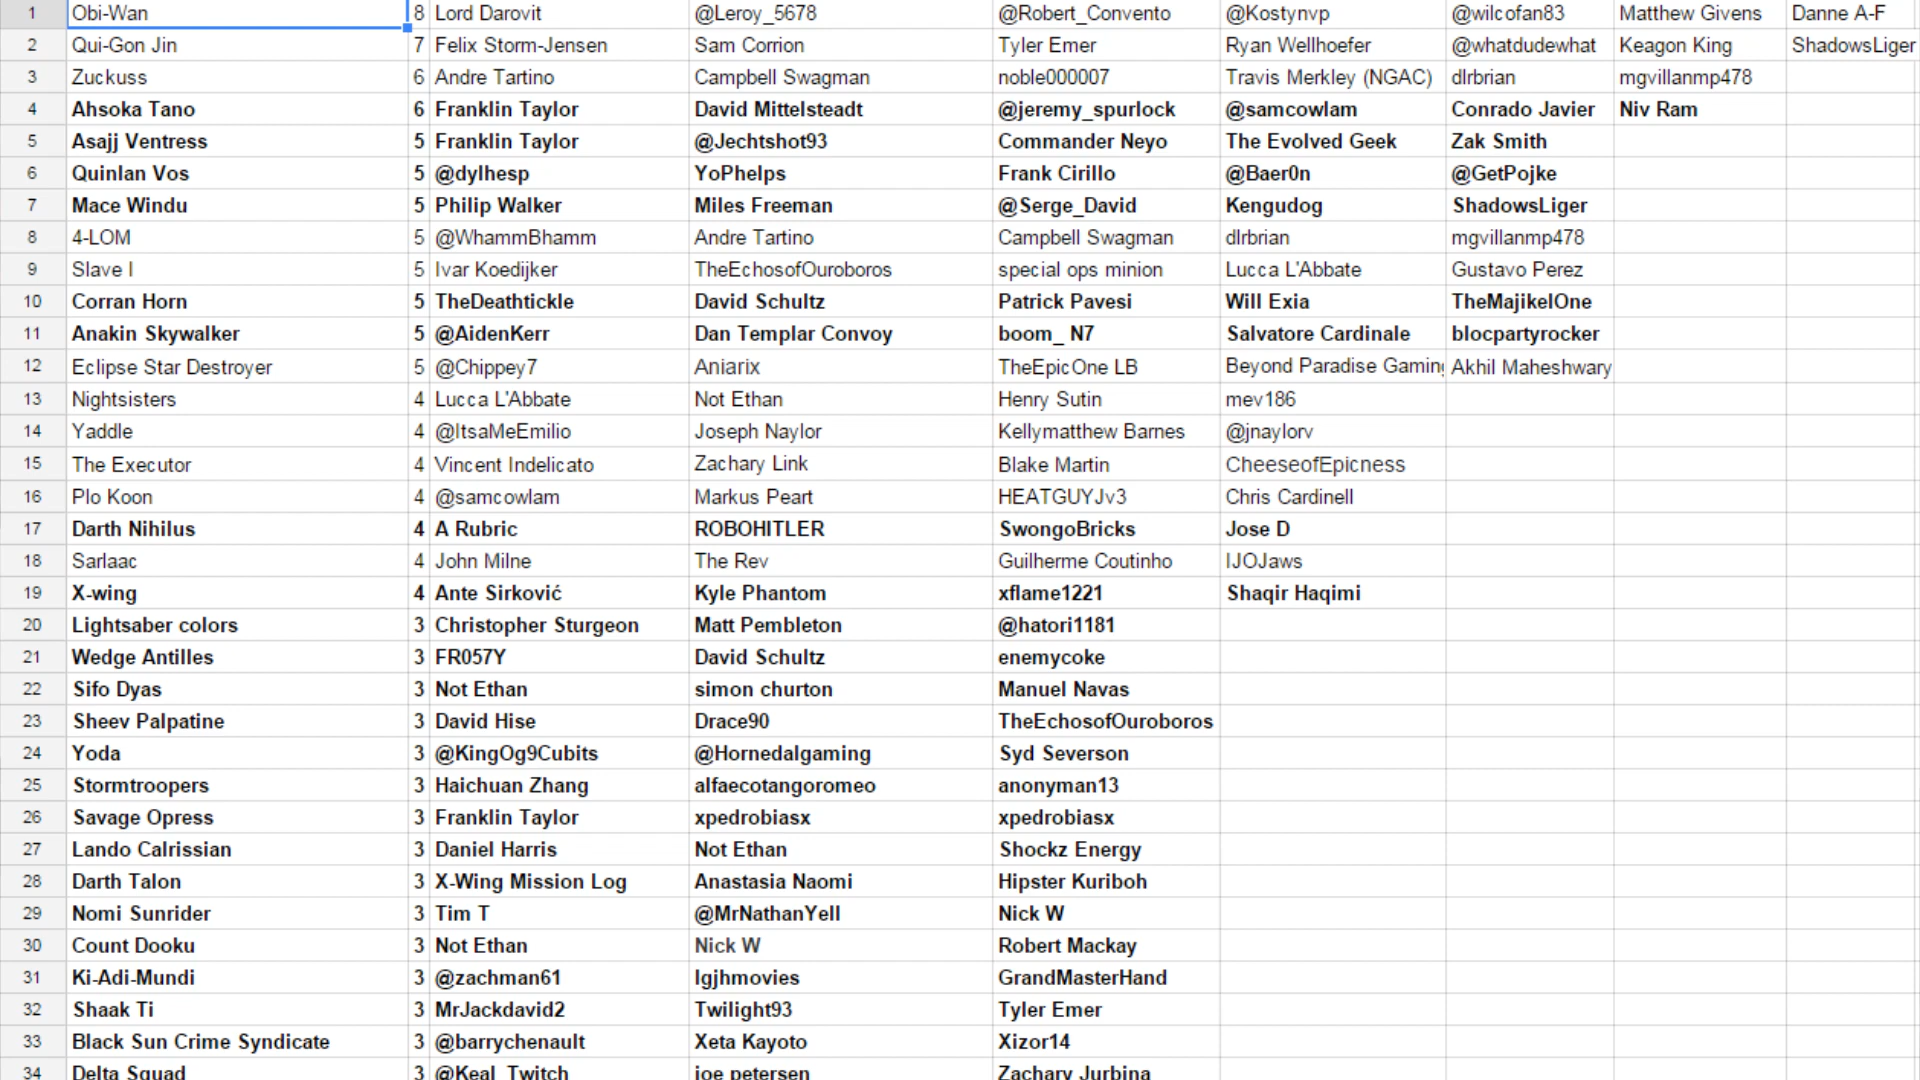 1 Obi-Wan 8 Lord Darovit @Leroy_5678 @Robert_Convento @Kostynvp @wilcofan83 Matthew Givens Danne A-F
2 Qui-Gon Jin 7 Felix Storm-Jensen Sam Corrion Tyler Emer Ryan Wellhoefer @whatdudewhat Keagon King ShadowsLiger
3 Zuckuss 6 Andre Tartino Campbell Swagman noble000007 Travis Merkley (NGAC) dlrbrian mgvillanmp478
4 Ahsoka Tano 6 Franklin Taylor David Mittelsteadt @jeremy_spurlock @samcowlam Conrado Javier Niv Ram
5 Asajj Ventress 5 Franklin Taylor @Jechtshot93 Commander Neyo The Evolved Geek Zak Smith
6 Quinlan Vos 5 @dylhesp YoPhelps Frank Cirillo @Baer0n @GetPojke
7 Mace Windu 5 Philip Walker Miles Freeman @Serge_David Kengudog ShadowsLiger
8 4-LOM 5 @WhammBhamm Andre Tartino Campbell Swagman dlrbrian mgvillanmp478
9 Slave I 5 Ivar Koedijker TheEchosofOuroboros special ops minion Lucca L'Abbate Gustavo Perez
10 Corran Horn 5 TheDeathtickle David Schultz Patrick Pavesi Will Exia TheMajikelOne
11 Anakin Skywalker 5 @AidenKerr Dan Templar Convoy boom_ N7 Salvatore Cardinale blocpartyrocker
12 Eclipse Star Destroyer 5 @Chippey7 Aniarix TheEpicOne LB Beyond Paradise Gaming Akhil Maheshwary
13 Nightsisters 4 Lucca L'Abbate Not Ethan Henry Sutin mev186
14 Yaddle 4 @ItsaMeEmilio Joseph Naylor Kellymatthew Barnes @jnaylorv
15 The Executor 4 Vincent Indelicato Zachary Link Blake Martin CheeseofEpicness
16 Plo Koon 4 @samcowlam Markus Peart HEATGUYJv3 Chris Cardinell
17 Darth Nihilus 4 A Rubric ROBOHITLER SwongoBricks Jose D
18 Sarlaac 4 John Milne The Rev Guilherme Coutinho IJOJaws
19 X-wing 4 Ante Sirković Kyle Phantom xflame1221 Shaqir Haqimi
20 Lightsaber colors 3 Christopher Sturgeon Matt Pembleton @hatori1181
21 Wedge Antilles 3 FR057Y David Schultz enemycoke
22 Sifo Dyas 3 Not Ethan simon churton Manuel Navas
23 Sheev Palpatine 3 David Hise Drace90 TheEchosofOuroboros
24 Yoda 3 @KingOg9Cubits @Hornedalgaming Syd Severson
25 Stormtroopers 3 Haichuan Zhang alfaecotangoromeo anonyman13
26 Savage Opress 3 Franklin Taylor xpedrobiasx xpedrobiasx
27 Lando Calrissian 3 Daniel Harris Not Ethan Shockz Energy
28 Darth Talon 3 X-Wing Mission Log Anastasia Naomi Hipster Kuriboh
29 Nomi Sunrider 3 Tim T @MrNathanYell Nick W
30 Count Dooku 3 Not Ethan Nick W Robert Mackay
31 Ki-Adi-Mundi 3 @zachman61 lgjhmovies GrandMasterHand
32 Shaak Ti 3 MrJackdavid2 Twilight93 Tyler Emer
33 Black Sun Crime Syndicate 3 @barrychenault Xeta Kayoto Xizor14
34 Delta Squad 3 @Keal_Twitch joe petersen Zachary Jurbina